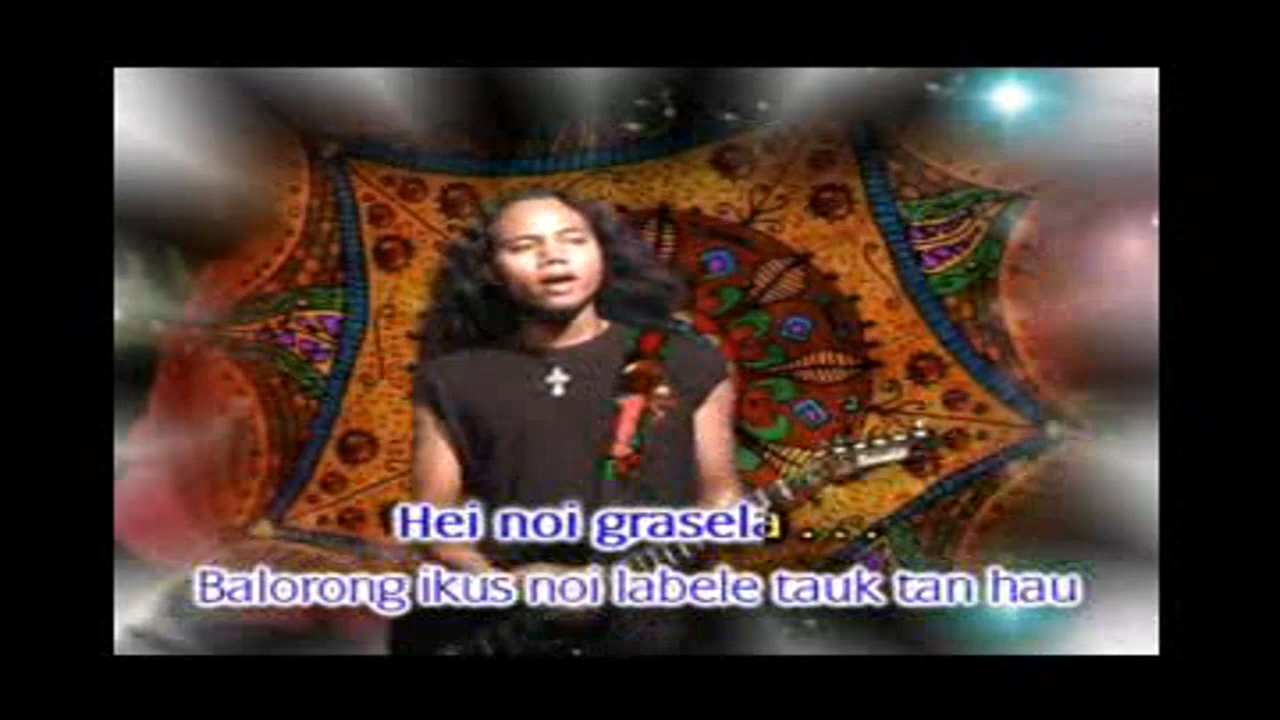 Hei noi grasela . . .
Balorong ikus noi labele tauk tan hau